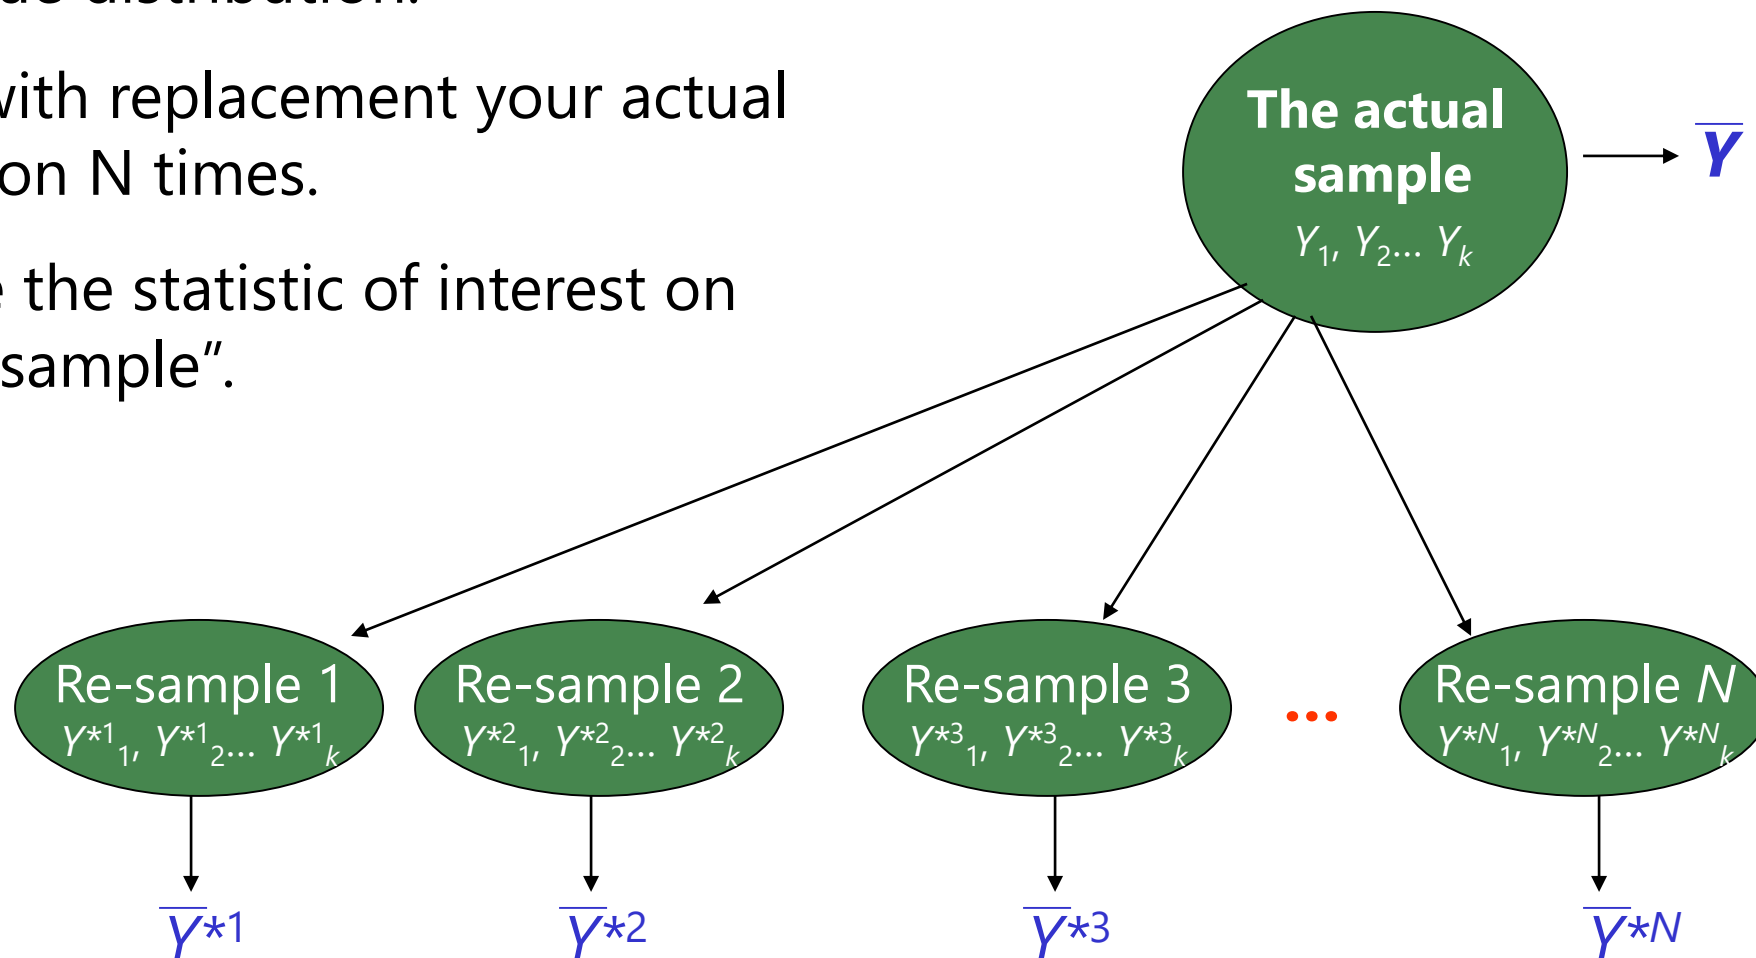 distribution.
with replacement your actual
on N times.
the statistic of interest on
sample”.
The actual
sample
Y₁, Y₂... Yₖ
Y̅
Re-sample 1
Y*¹₁, Y*¹₂... Y*¹ₖ
Re-sample 2
Y*²₁, Y*²₂... Y*²ₖ
Re-sample 3
Y*³₁, Y*³₂... Y*³ₖ
...
Re-sample N
Y*ᴺ₁, Y*ᴺ₂... Y*ᴺₖ
Y̅*¹
Y̅*²
Y̅*³
Y̅*ᴺ